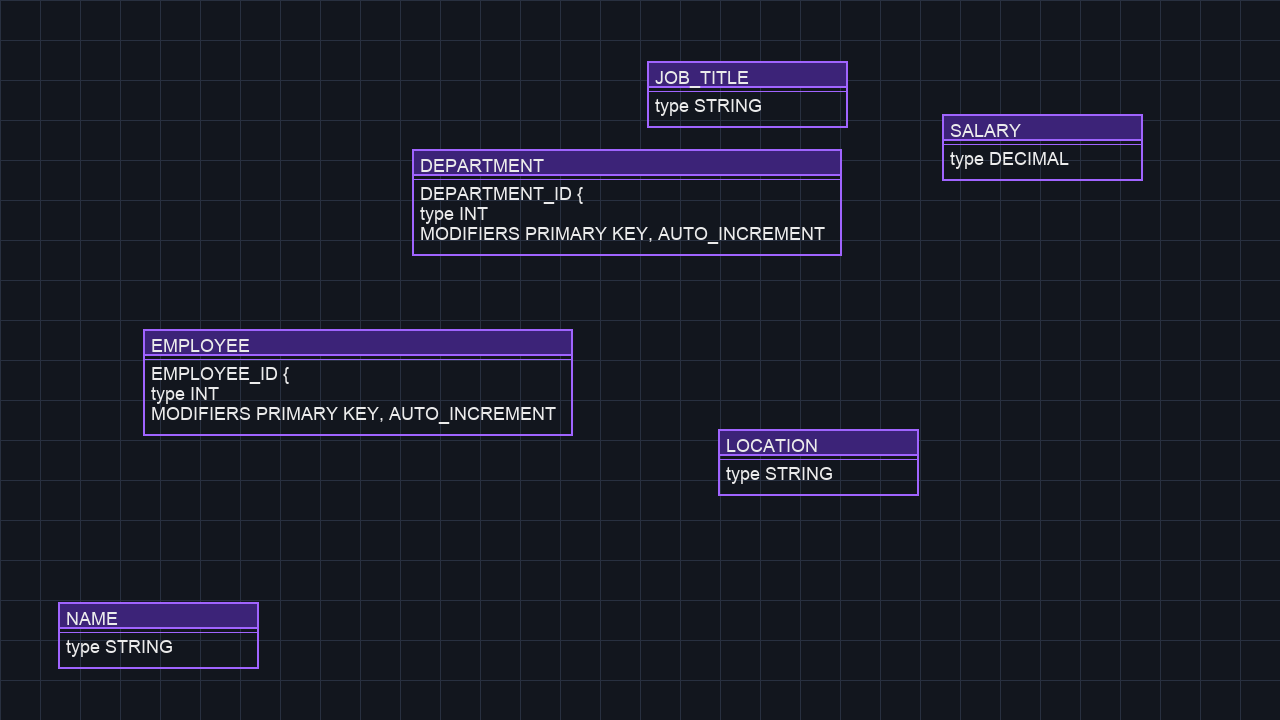 JOB_TITLE
type STRING
SALARY
type DECIMAL
DEPARTMENT
DEPARTMENT_ID {
type INT
MODIFIERS PRIMARY KEY, AUTO_INCREMENT
EMPLOYEE
EMPLOYEE_ID {
type INT
MODIFIERS PRIMARY KEY, AUTO_INCREMENT
LOCATION
type STRING
NAME
type STRING